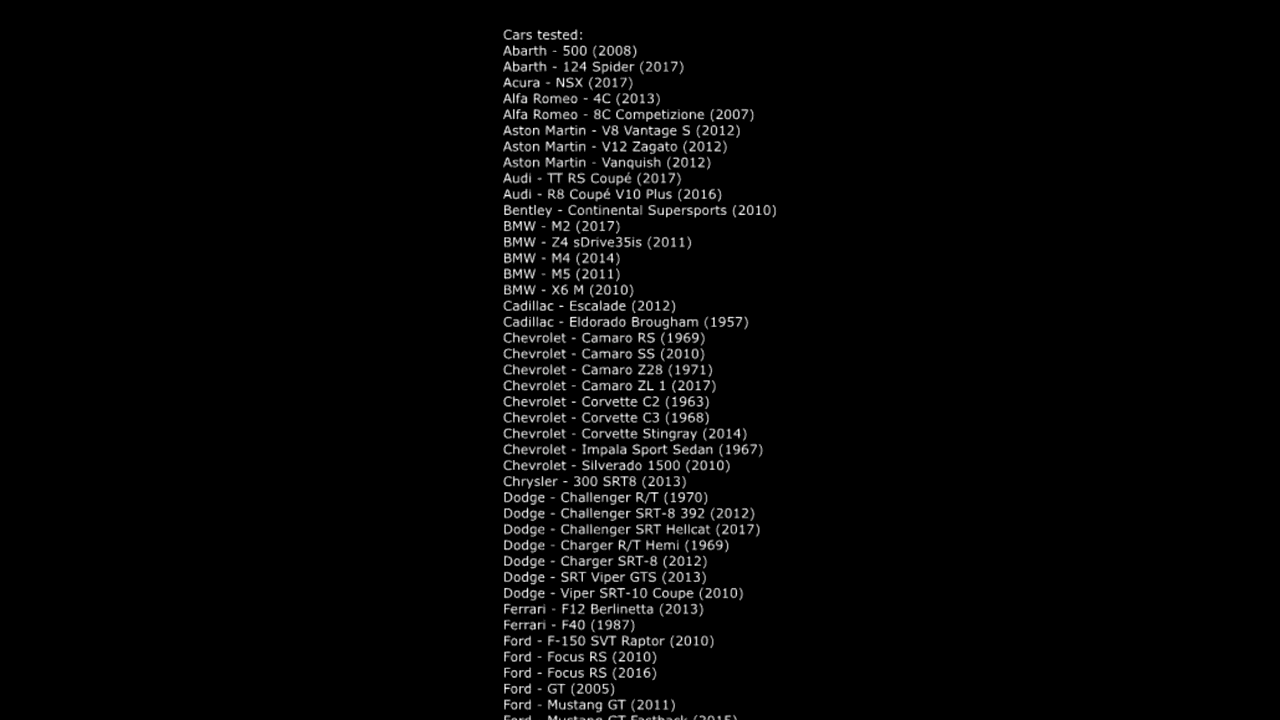 Cars tested:
Abarth - 500 (2008)
Abarth - 124 Spider (2017)
Acura - NSX (2017)
Alfa Romeo - 4C (2013)
Alfa Romeo - 8C Competizione (2007)
Aston Martin - V8 Vantage S (2012)
Aston Martin - V12 Zagato (2012)
Aston Martin - Vanquish (2012)
Audi - TT RS Coupé (2017)
Audi - R8 Coupé V10 Plus (2016)
Bentley - Continental Supersports (2010)
BMW - M2 (2017)
BMW - Z4 sDrive35is (2011)
BMW - M4 (2014)
BMW - M5 (2011)
BMW - X6 M (2010)
Cadillac - Escalade (2012)
Cadillac - Eldorado Brougham (1957)
Chevrolet - Camaro RS (1969)
Chevrolet - Camaro SS (2010)
Chevrolet - Camaro Z28 (1971)
Chevrolet - Camaro ZL 1 (2017)
Chevrolet - Corvette C2 (1963)
Chevrolet - Corvette C3 (1968)
Chevrolet - Corvette Stingray (2014)
Chevrolet - Impala Sport Sedan (1967)
Chevrolet - Silverado 1500 (2010)
Chrysler - 300 SRT8 (2013)
Dodge - Challenger R/T (1970)
Dodge - Challenger SRT-8 392 (2012)
Dodge - Challenger SRT Hellcat (2017)
Dodge - Charger R/T Hemi (1969)
Dodge - Charger SRT-8 (2012)
Dodge - SRT Viper GTS (2013)
Dodge - Viper SRT-10 Coupe (2010)
Ferrari - F12 Berlinetta (2013)
Ferrari - F40 (1987)
Ford - F-150 SVT Raptor (2010)
Ford - Focus RS (2010)
Ford - Focus RS (2016)
Ford - GT (2005)
Ford - Mustang GT (2011)
Ford - Mustang GT Fastback (2015)